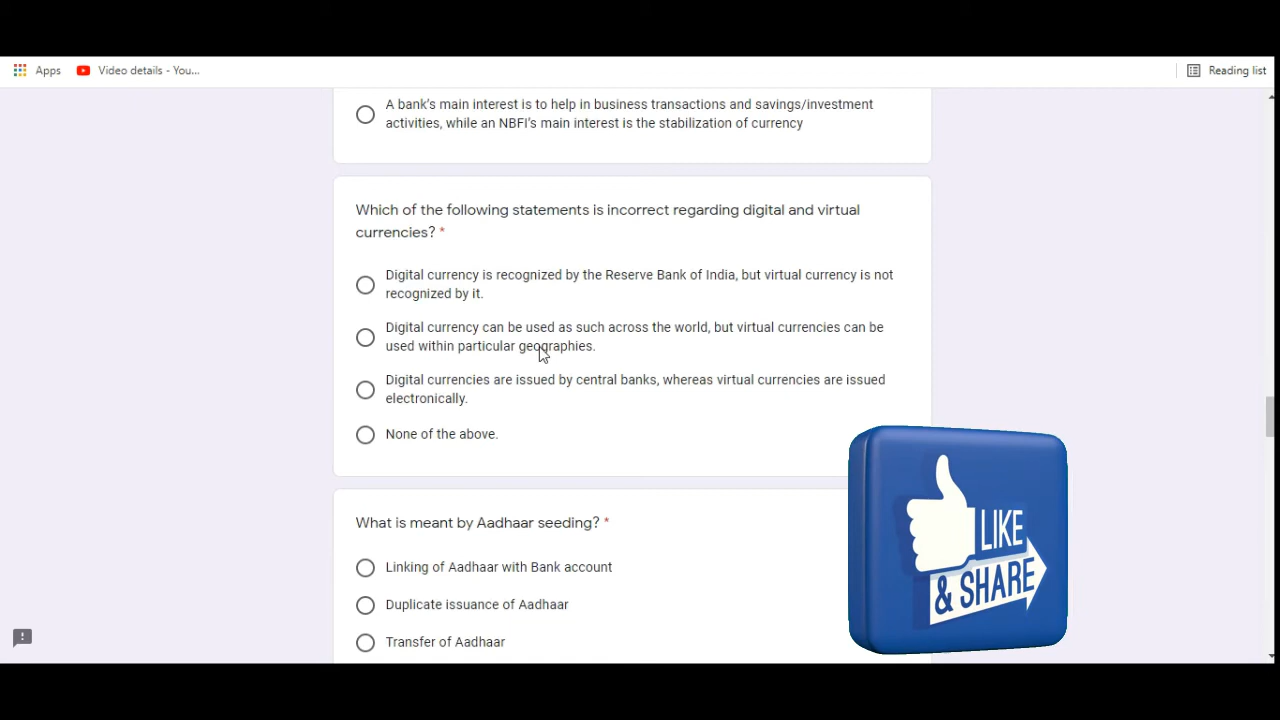 Apps
Video details - You...
Reading list
A bank's main interest is to help in business transactions and savings/investment
activities, while an NBFI's main interest is the stabilization of currency
Which of the following statements is incorrect regarding digital and virtual
currencies? *
Digital currency is recognized by the Reserve Bank of India, but virtual currency is not
recognized by it.
Digital currency can be used as such across the world, but virtual currencies can be
used within particular geographies.
Digital currencies are issued by central banks, whereas virtual currencies are issued
electronically.
None of the above.
What is meant by Aadhaar seeding? *
Linking of Aadhaar with Bank account
Duplicate issuance of Aadhaar
Transfer of Aadhaar
LIKE
& SHARE